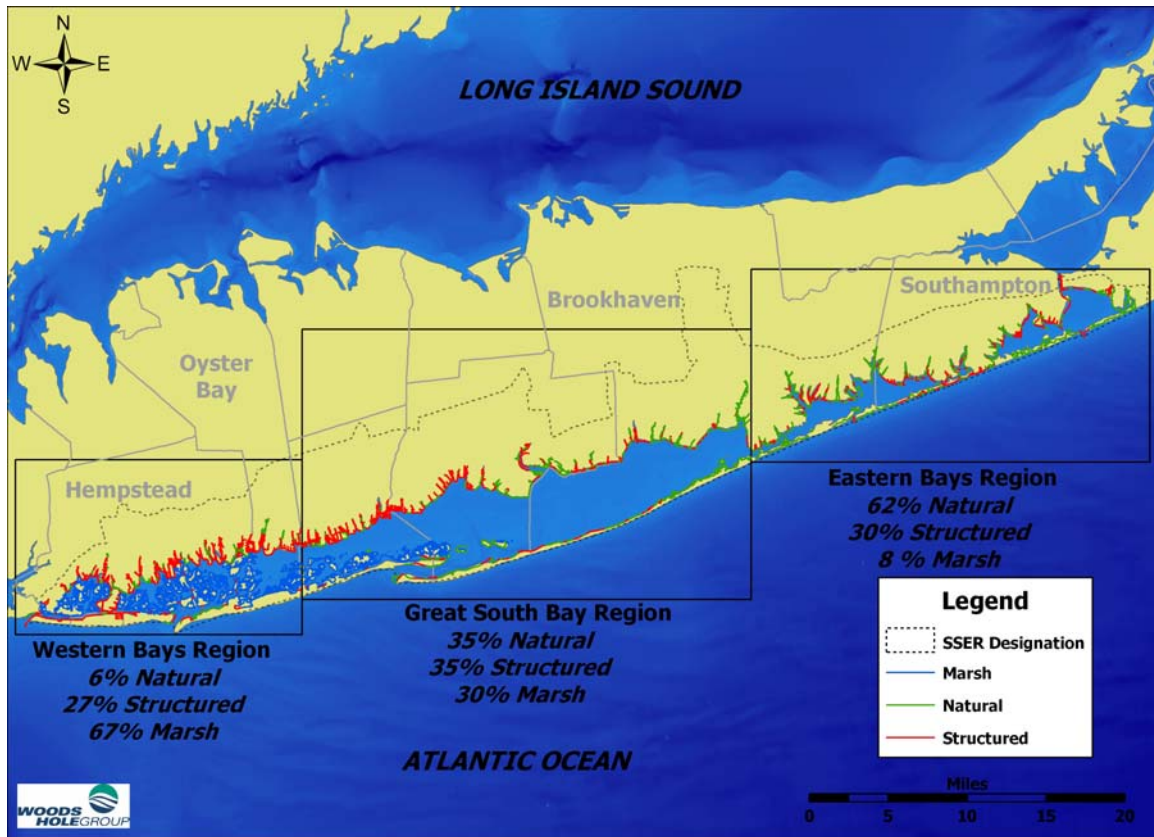 N
W E
S
LONG ISLAND SOUND
Southampton
Brookhaven
Oyster
Bay
Hempstead
Eastern Bays Region
62% Natural
30% Structured
8 % Marsh
Great South Bay Region
35% Natural
35% Structured
30% Marsh
Western Bays Region
6% Natural
27% Structured
67% Marsh
Legend
SSER Designation
Marsh
Natural
Structured
ATLANTIC OCEAN
Miles
0 5 10 15 20
WOODS
HOLE GROUP